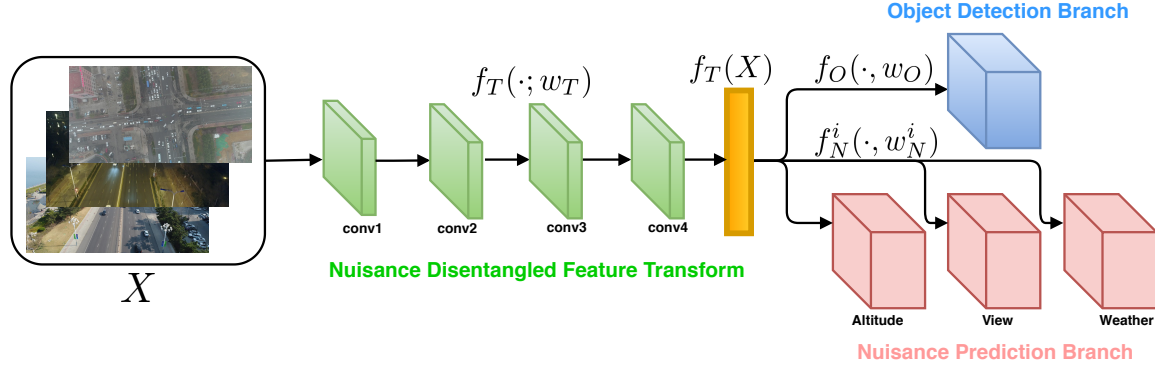 Object Detection Branch
f_T(·; w_T)
f_T(X)
f_O(·, w_O)
f_N^i(·, w_N^i)
conv1
conv2
conv3
conv4
Nuisance Disentangled Feature Transform
X
Altitude
View
Weather
Nuisance Prediction Branch